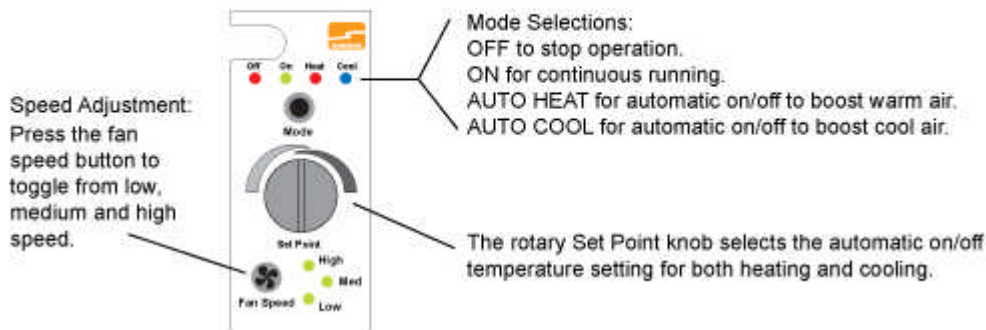 Mode Selections:
OFF to stop operation.
ON for continuous running.
AUTO HEAT for automatic on/off to boost warm air.
AUTO COOL for automatic on/off to boost cool air.
Off On Heat Cool
Mode
Speed Adjustment:
Press the fan
speed button to
toggle from low,
medium and high
speed.
Set Point
The rotary Set Point knob selects the automatic on/off
temperature setting for both heating and cooling.
High
Med
Low
Fan Speed